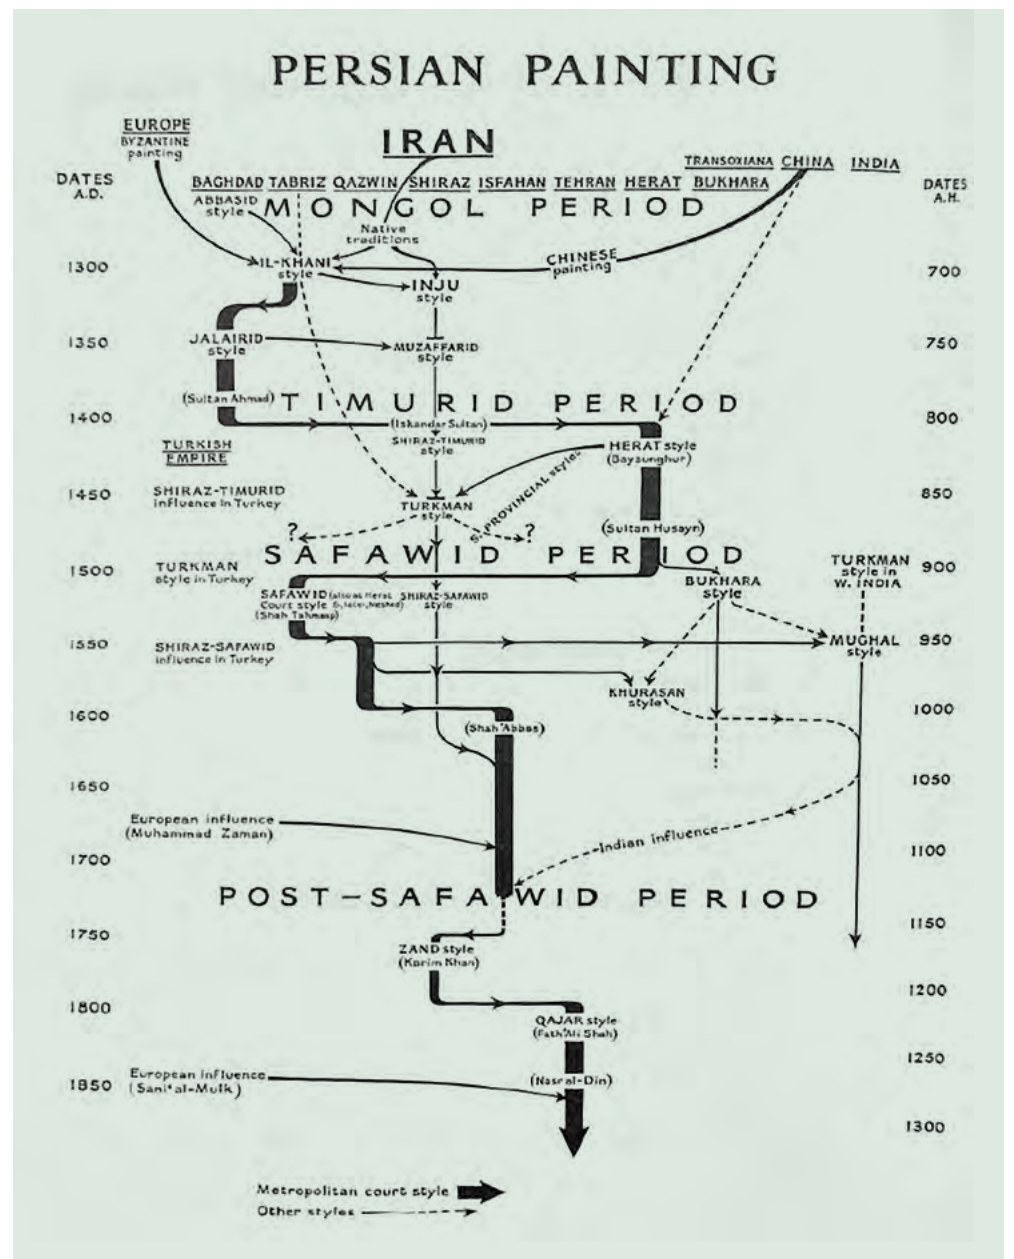 PERSIAN PAINTING
EUROPE
BYZANTINE
painting
IRAN
TRANSOXIANA CHINA INDIA
DATES
A.D.
BAGHDAD TABRIZ QAZWIN SHIRAZ ISFAHAN TEHRAN HERAT BUKHARA
DATES
A.H.
ABBASID
style
MONGOL PERIOD
Native
traditions
CHINESE
painting
1300
IL-KHANI
style
700
INJU
style
1350
JALAIRID
style
MUZAFFARID
style
750
(Sultan Ahmad)
TIMURID PERIOD
1400
(Iskandar Sultan)
800
TURKISH
EMPIRE
SHIRAZ-TIMURID
style
HERAT style
(Baysunghur)
S. PROVINCIAL styles
1450
SHIRAZ-TIMURID
influence in Turkey
TURKMAN
style
850
?
?
(Sultan Husayn)
SAFAWID PERIOD
1500
TURKMAN
style in Turkey
BUKHARA
style
TURKMAN
style in
W. INDIA
900
SAFAWID (also at Herat
Court style & later, Meshed)
(Shah Tahmasp)
SHIRAZ-SAFAWID
style
1550
SHIRAZ-SAFAWID
influence in Turkey
MUGHAL
style
950
KHURASAN
style
1600
(Shah 'Abbas)
1000
1650
1050
European influence
(Muhammad Zaman)
Indian influence
1700
1100
POST-SAFAWID PERIOD
1150
1750
ZAND style
(Karim Khan)
1200
1800
QAJAR style
(Fath 'Ali Shah)
1250
1850
European influence
(Sani' al-Mulk)
(Nasr al-Din)
1300
Metropolitan court style
Other styles